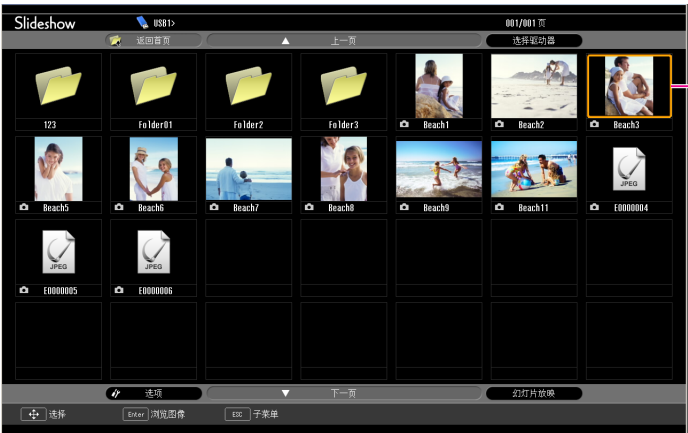 Slideshow USB1> 001/001 页
返回首页 上一页 选择驱动器
123 Folder01 Folder2 Folder3 Beach1 Beach2 Beach3
Beach5 Beach6 Beach7 Beach8 Beach9 Beach11 JPEG E0000004
JPEG E0000005 JPEG E0000006
选项 下一页 幻灯片放映
选择 Enter 浏览图像 ESC 子菜单